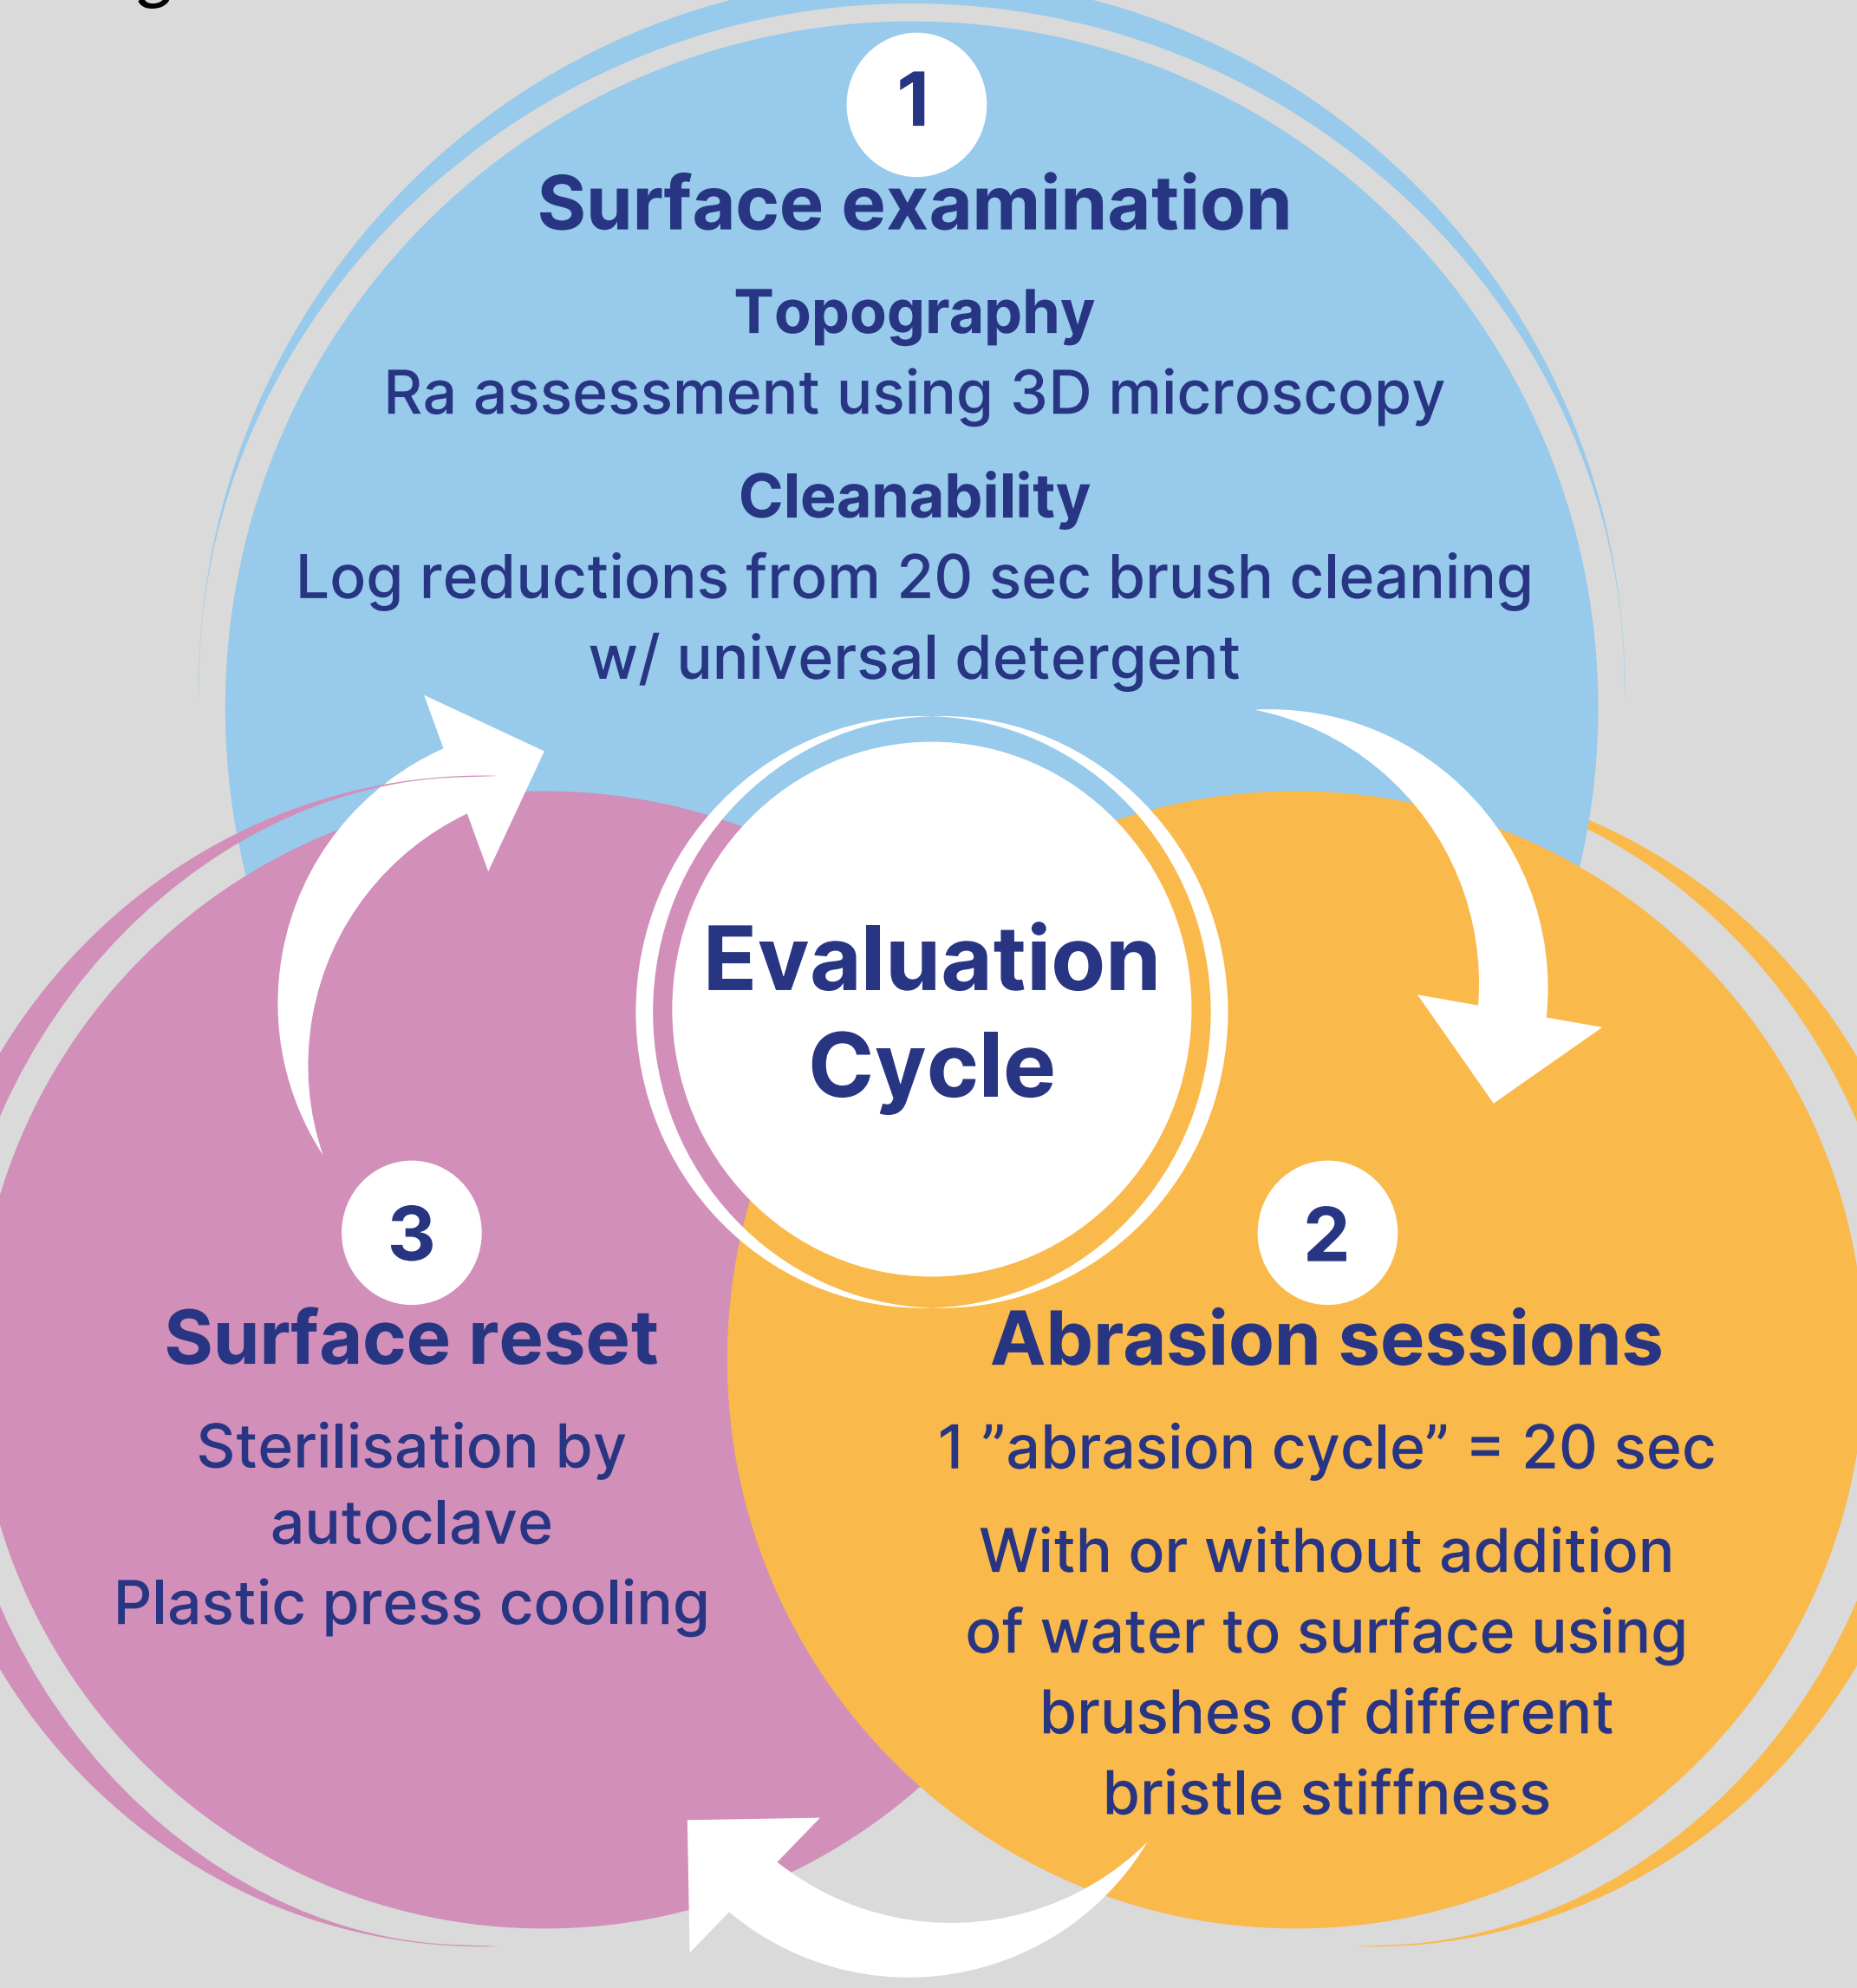 1
Surface examination
Topography
Ra assessment using 3D microscopy
Cleanability
Log reductions from 20 sec brush cleaning
w/ universal detergent
Evaluation
Cycle
2
Abrasion sessions
1 ”abrasion cycle” = 20 sec
With or without addition
of water to surface using
brushes of different
bristle stiffness
3
Surface reset
Sterilisation by
autoclave
Plastic press cooling